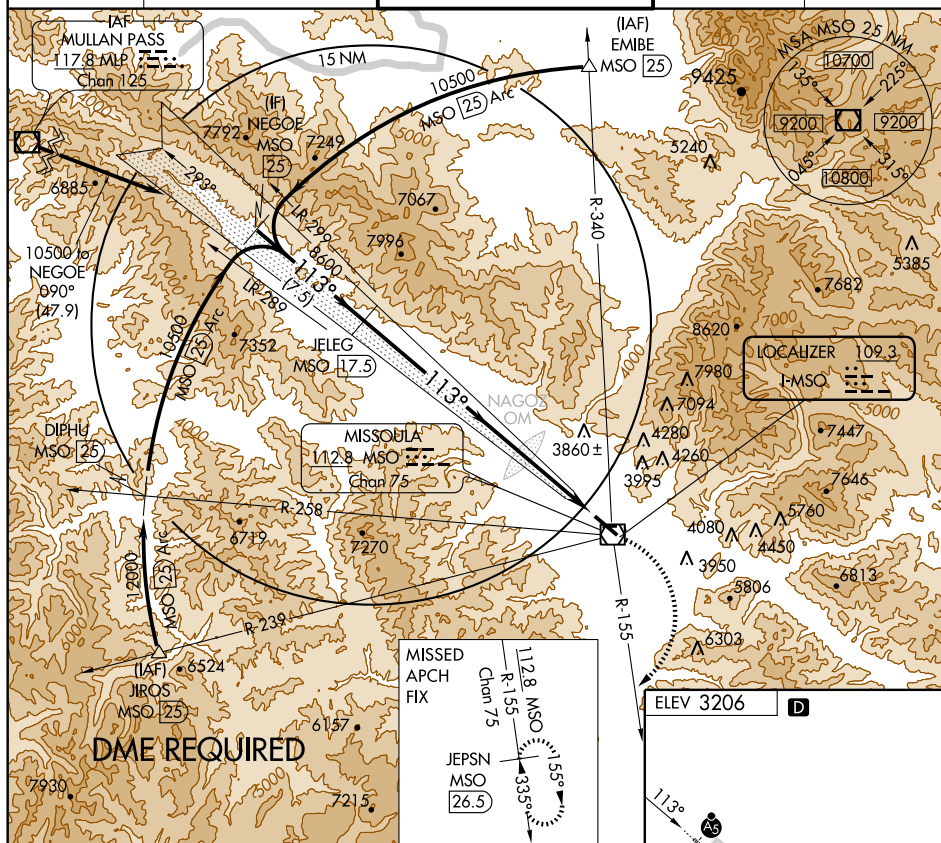 IAF
MULLAN PASS
117.8 MLP
Chan 125
15 NM
(IAF)
EMIBE
MSO 25
10500
MSO 25 Arc
9425
MSA MSO 25 NM
10700
135°
225°
9200
9200
045°
315°
10800
(IF)
NEGOE
MSO
25
7792
7249
5240
6885
293°
7067
R-340
LR-299
7996
8600
(7.5)
113°
LR-289
5385
10500 to
NEGOE
090°
(47.9)
7682
8620
7000
10500
MSO 25 Arc
7352
JELEG
MSO 17.5
113°
LOCALIZER 109.3
I-MSO
7980
7094
5000
NAGOZ
OM
3860±
4280
4260
3995
7447
DIPHU
MSO 25
MISSOULA
112.8 MSO
Chan 75
7646
5760
R-258
4080
4450
6719
7270
3950
12000
MSO 25 Arc
5806
6813
R-239
R-155
6303
(IAF)
JIROS
MSO 25
6524
MISSED
APCH
FIX
112.8 MSO
R-155
Chan 75
JEPSN
MSO
26.5
155°
335°
ELEV 3206
D
6157
DME REQUIRED
7930
7215
113°
A5